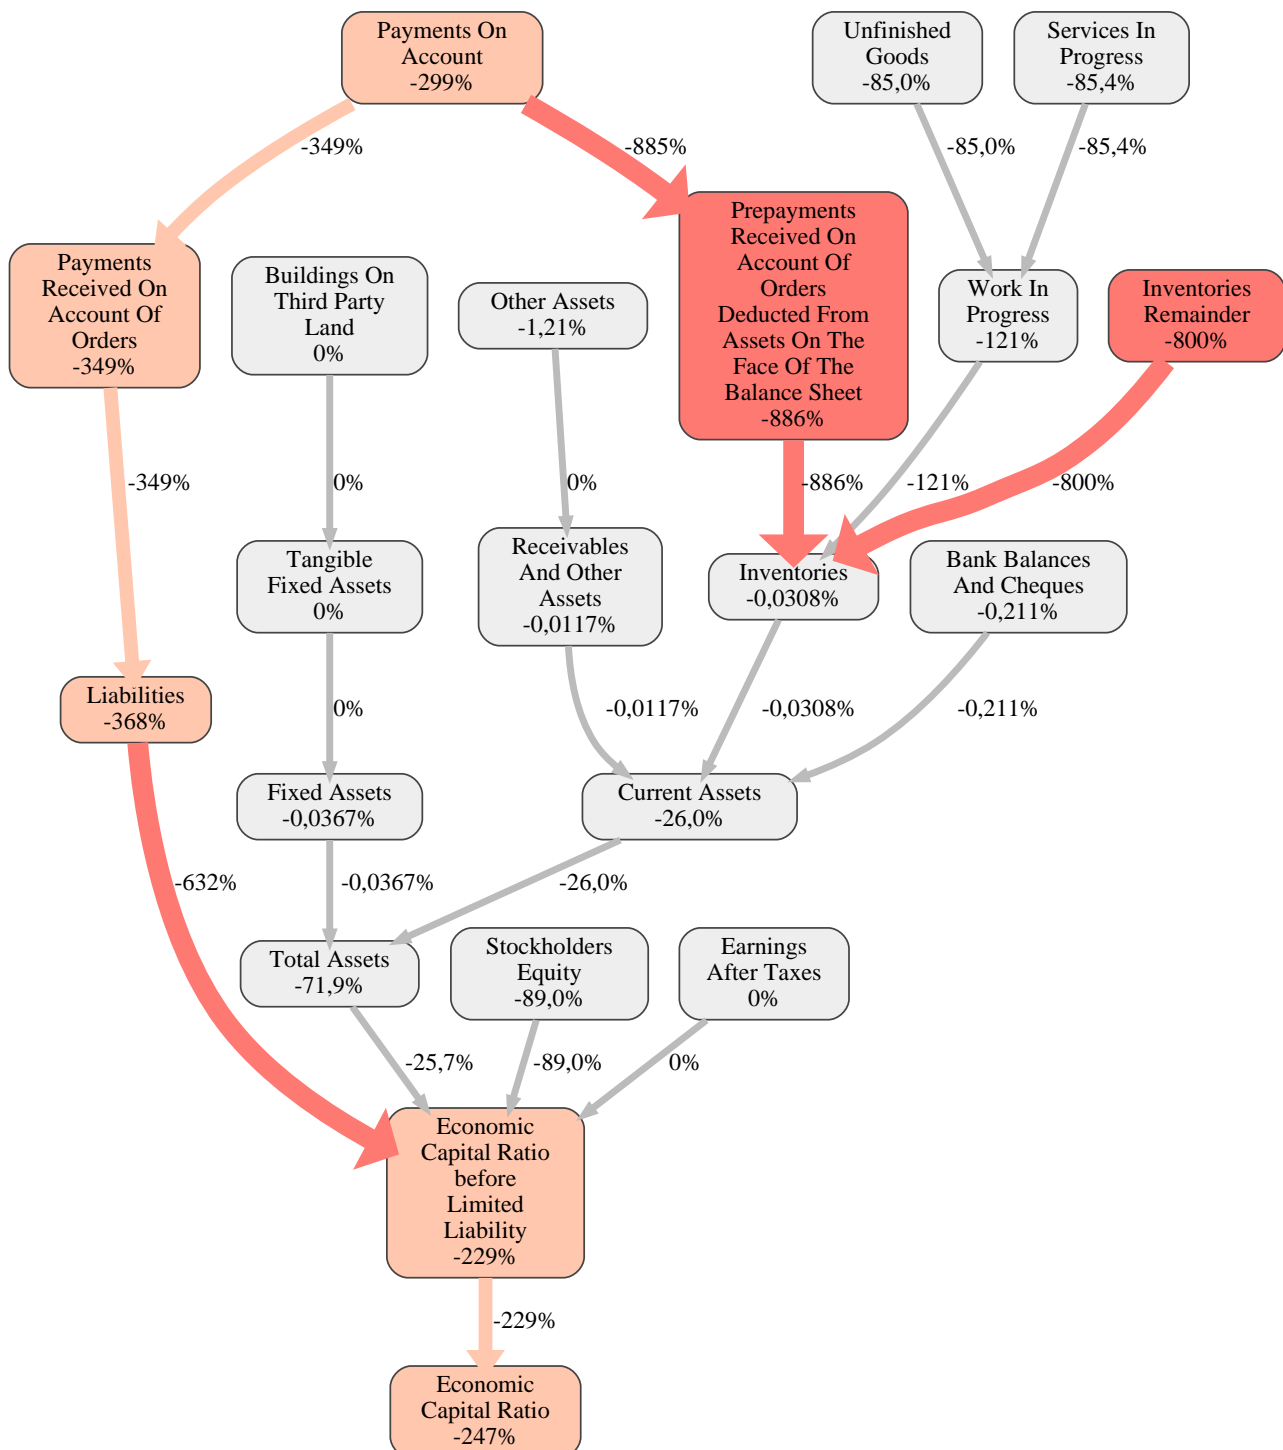 Payments On
Account
-299%
Unfinished
Goods
-85,0%
Services In
Progress
-85,4%
-349%
-885%
-85,0%
-85,4%
Payments
Received On
Account Of
Orders
-349%
Buildings On
Third Party
Land
0%
Other Assets
-1,21%
Prepayments
Received On
Account Of
Orders
Deducted From
Assets On The
Face Of The
Balance Sheet
-886%
Work In
Progress
-121%
Inventories
Remainder
-800%
-349%
0%
0%
-886%
-121%
-800%
Tangible
Fixed Assets
0%
Receivables
And Other
Assets
-0,0117%
Inventories
-0,0308%
Bank Balances
And Cheques
-0,211%
Liabilities
-368%
0%
-0,0117%
-0,0308%
-0,211%
Fixed Assets
-0,0367%
Current Assets
-26,0%
-632%
-0,0367%
-26,0%
Total Assets
-71,9%
Stockholders
Equity
-89,0%
Earnings
After Taxes
0%
-25,7%
-89,0%
0%
Economic
Capital Ratio
before
Limited
Liability
-229%
-229%
Economic
Capital Ratio
-247%